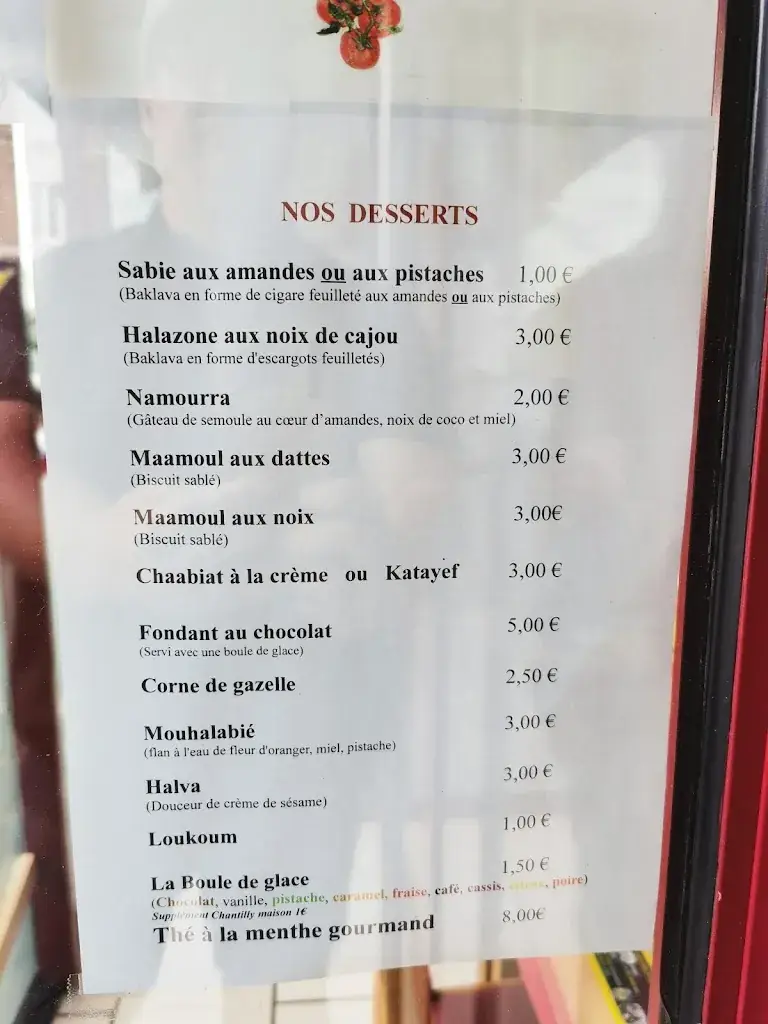 NOS DESSERTS
Sabie aux amandes ou aux pistaches 1,00 €
(Baklava en forme de cigare feuilleté aux amandes ou aux pistaches)
Halazone aux noix de cajou 3,00 €
(Baklava en forme d'escargots feuilletés)
Namourra 2,00 €
(Gâteau de semoule au cœur d’amandes, noix de coco et miel)
Maamoul aux dattes 3,00 €
(Biscuit sablé)
Maamoul aux noix 3,00€
(Biscuit sablé)
Chaabiat à la crème ou Katayef 3,00 €
Fondant au chocolat 5,00 €
(Servi avec une boule de glace)
Corne de gazelle 2,50 €
Mouhalabié 3,00 €
(flan à l'eau de fleur d'oranger, miel, pistache)
Halva 3,00 €
(Douceur de crème de sésame)
Loukoum 1,00 €
La Boule de glace 1,50 €
(Chocolat, vanille, pistache, caramel, fraise, café, cassis, citron, poire)
Supplément Chantilly maison 1€
Thé à la menthe gourmand 8,00€